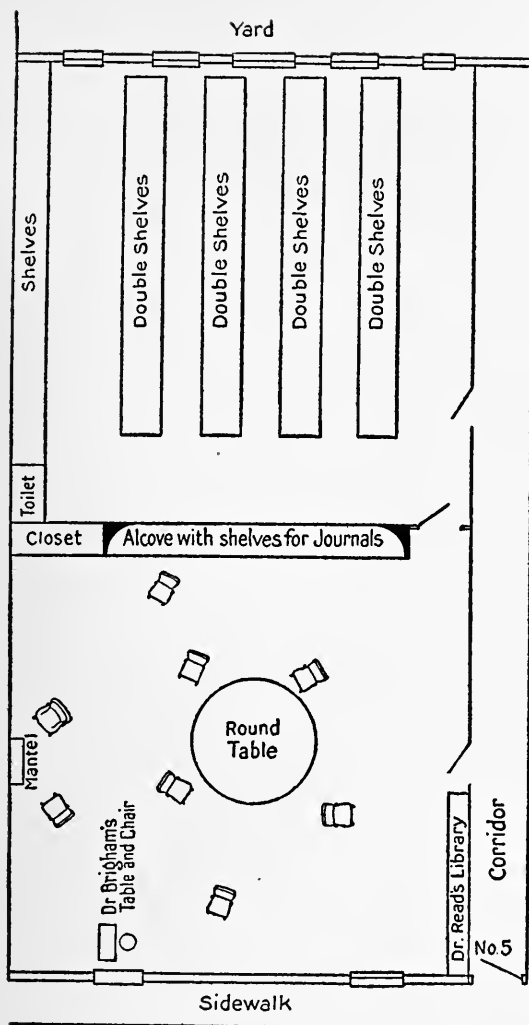 Yard
Shelves
Double Shelves
Double Shelves
Double Shelves
Double Shelves
Toilet
Closet
Alcove with shelves for Journals
Round
Table
Mantel
Dr Brigham's
Table and Chair
Dr. Read's Library
Corridor
No.5
Sidewalk